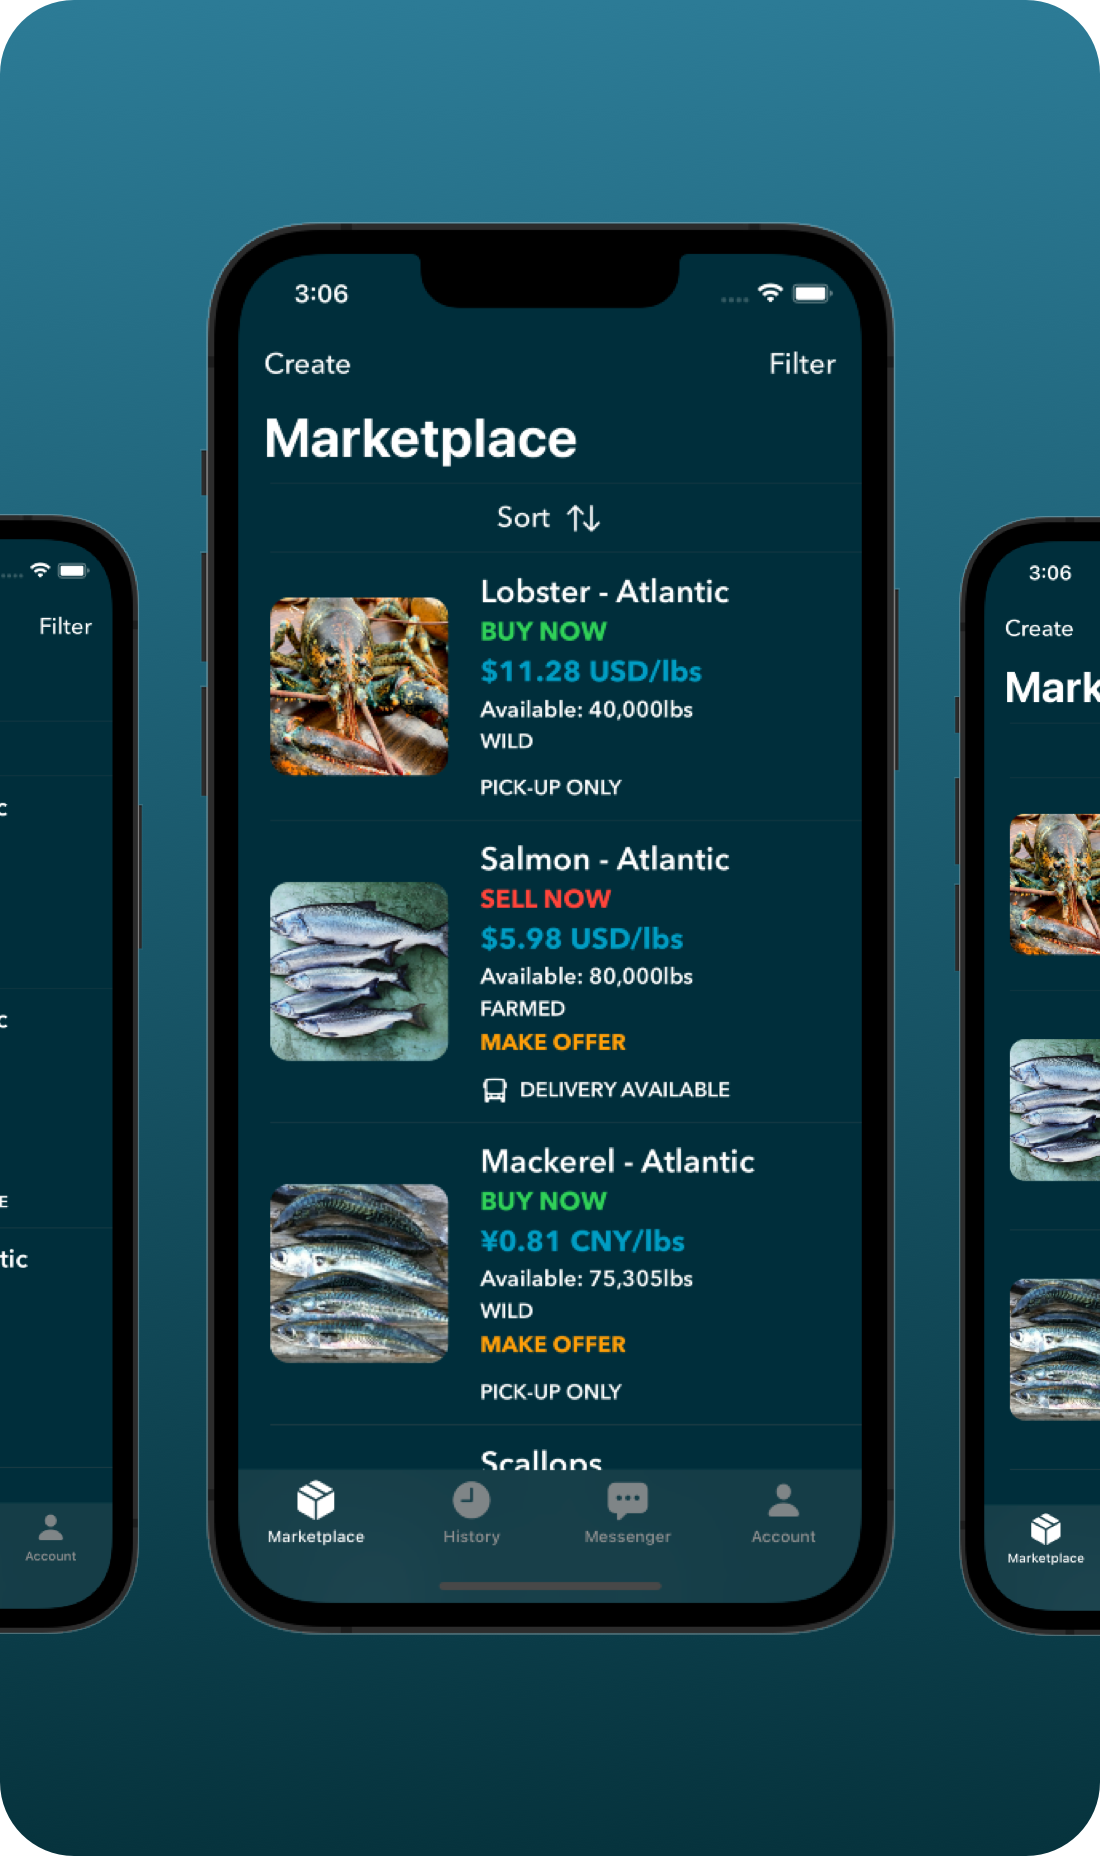 3:06
Create
Filter
Marketplace
Sort
Lobster - Atlantic
BUY NOW
$11.28 USD/lbs
Available: 40,000lbs
WILD
PICK-UP ONLY
Salmon - Atlantic
SELL NOW
$5.98 USD/lbs
Available: 80,000lbs
FARMED
MAKE OFFER
DELIVERY AVAILABLE
Mackerel - Atlantic
BUY NOW
¥0.81 CNY/lbs
Available: 75,305lbs
WILD
MAKE OFFER
PICK-UP ONLY
Scallops
Marketplace
History
Messenger
Account
Filter
c
c
E
tic
Account
3:06
Create
Mark
Marketplace